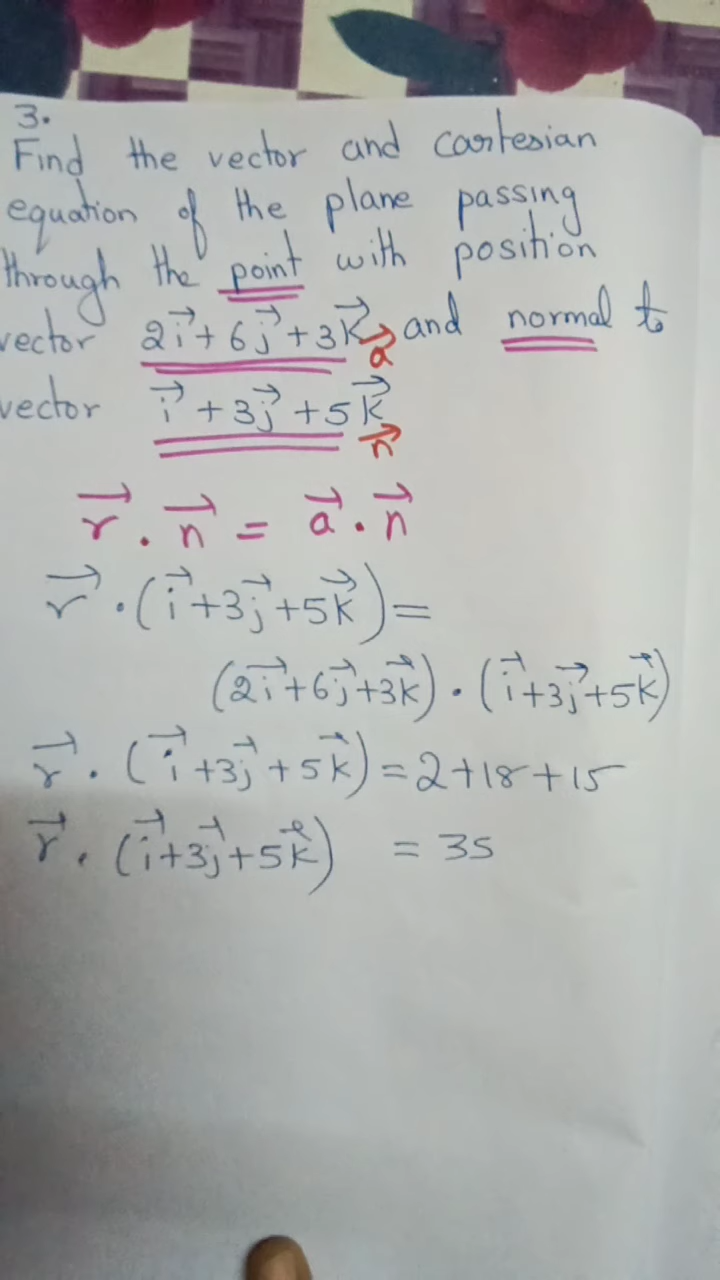 3.
Find the vector and cartesian
equation of the plane passing
through the point with position
vector 2i⃗ + 6j⃗ + 3k⃗ a⃗ and normal to
vector i⃗ + 3j⃗ + 5k⃗ n⃗
r⃗ . n⃗ = a⃗ . n⃗
r⃗ . (i⃗ + 3j⃗ + 5k⃗) =
(2i⃗ + 6j⃗ + 3k⃗) . (i⃗ + 3j⃗ + 5k⃗)
r⃗ . (i⃗ + 3j⃗ + 5k⃗) = 2 + 18 + 15
r⃗ . (i⃗ + 3j⃗ + 5k⃗) = 35